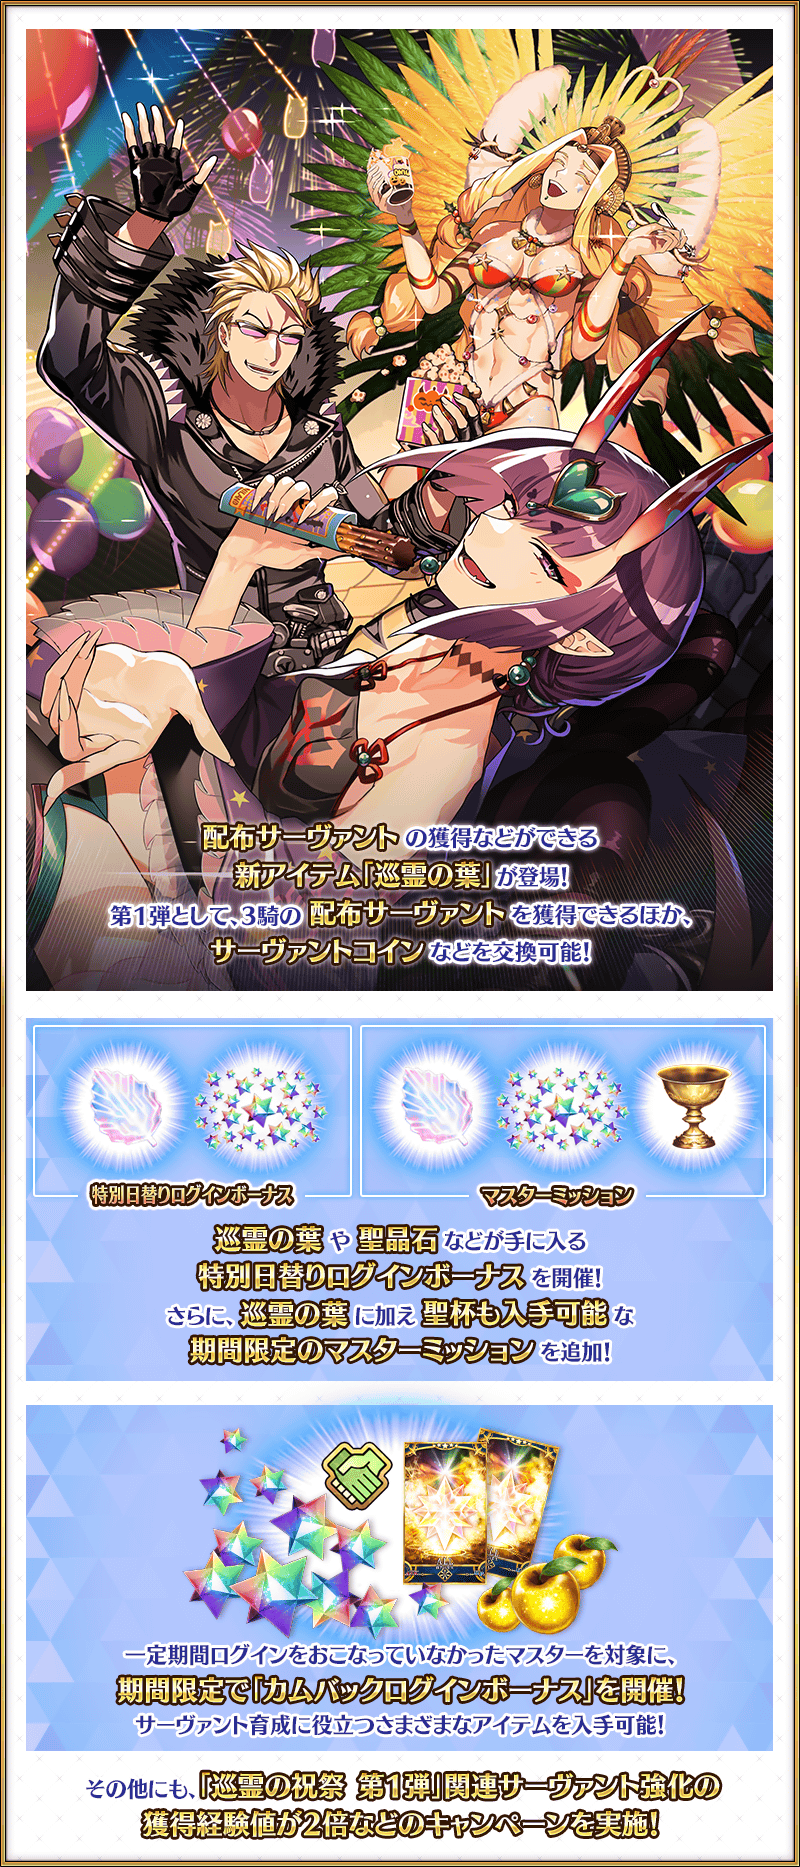 配布サーヴァントの獲得などができる
新アイテム「巡霊の葉」が登場!
第1弾として、3騎の配布サーヴァントを獲得できるほか、
サーヴァントコインなどを交換可能!
特別日替りログインボーナス
マスターミッション
巡霊の葉や聖晶石などが手に入る
特別日替りログインボーナスを開催!
さらに、巡霊の葉に加え聖杯も入手可能な
期間限定のマスターミッションを追加!
一定期間ログインをおこなっていなかったマスターを対象に、
期間限定で「カムバックログインボーナス」を開催!
サーヴァント育成に役立つさまざまなアイテムを入手可能!
その他にも、「巡霊の祝祭 第1弾」関連サーヴァント強化の
獲得経験値が2倍などのキャンペーンを実施!